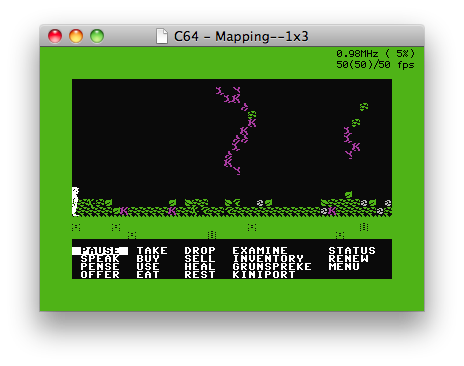 C64 - Mapping--1x3
0.98MHz ( 5%)
50(50)/50 fps
PAUSE TAKE DROP EXAMINE STATUS
SPEAK BUY SELL INVENTORY RENEW
PENSE USE HEAL GRUNSPREKE MENU
OFFER EAT REST KINIPORT